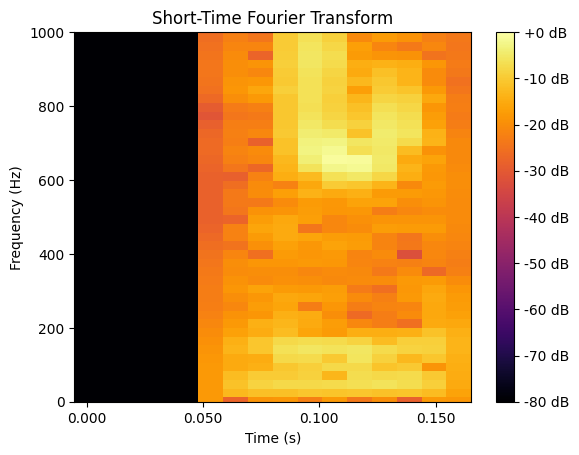 Short-Time Fourier Transform
1000
800
600
400
200
0
Frequency (Hz)
0.000
0.050
0.100
0.150
Time (s)
+0 dB
-10 dB
-20 dB
-30 dB
-40 dB
-50 dB
-60 dB
-70 dB
-80 dB